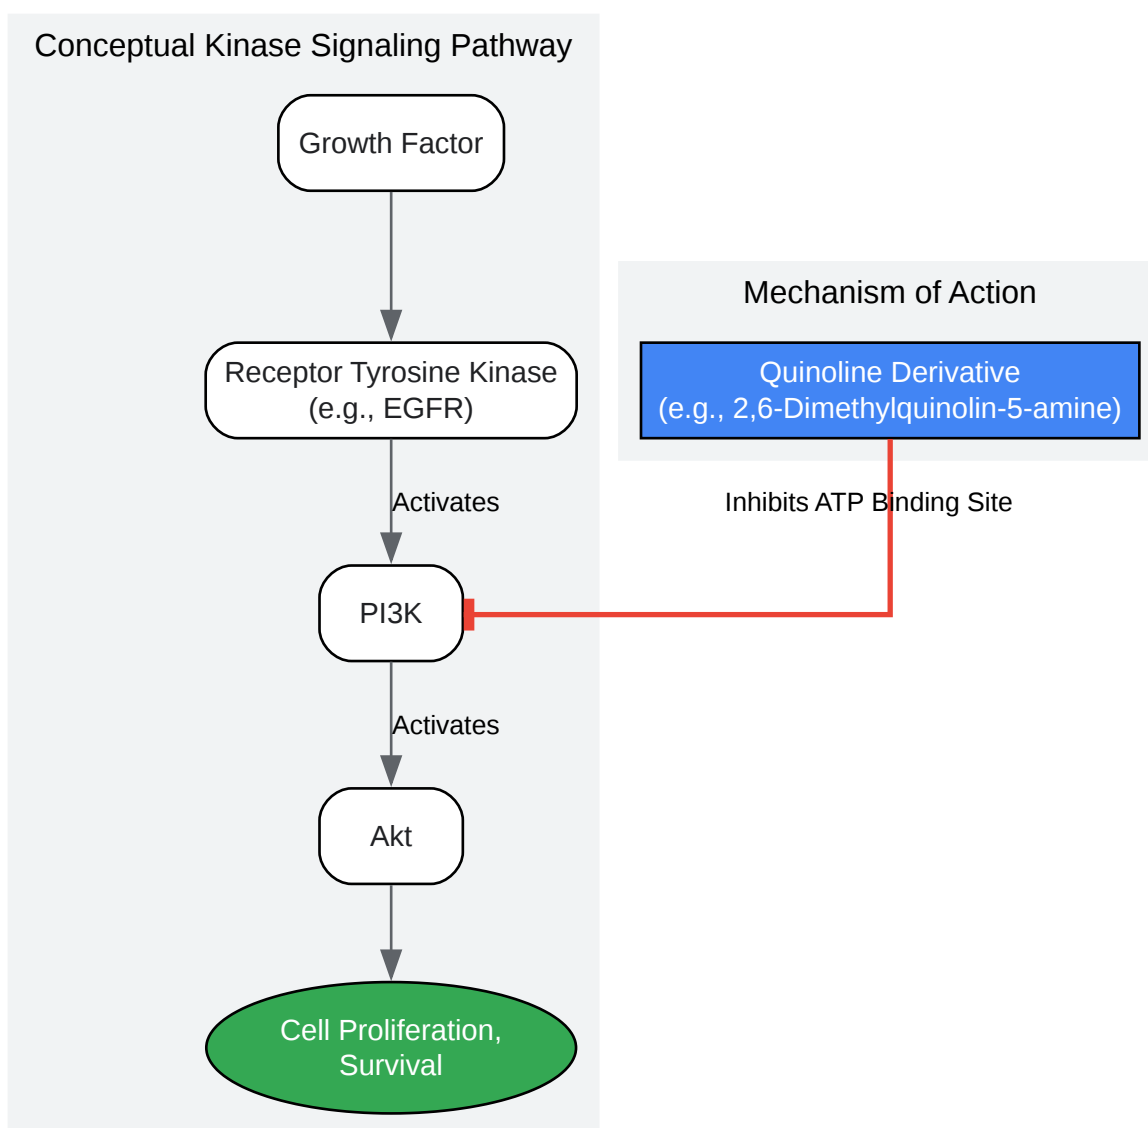 Conceptual Kinase Signaling Pathway
Growth Factor
Mechanism of Action
Receptor Tyrosine Kinase
(e.g., EGFR)
Quinoline Derivative
(e.g., 2,6-Dimethylquinolin-5-amine)
Activates
Inhibits ATP Binding Site
PI3K
Activates
Akt
Cell Proliferation,
Survival